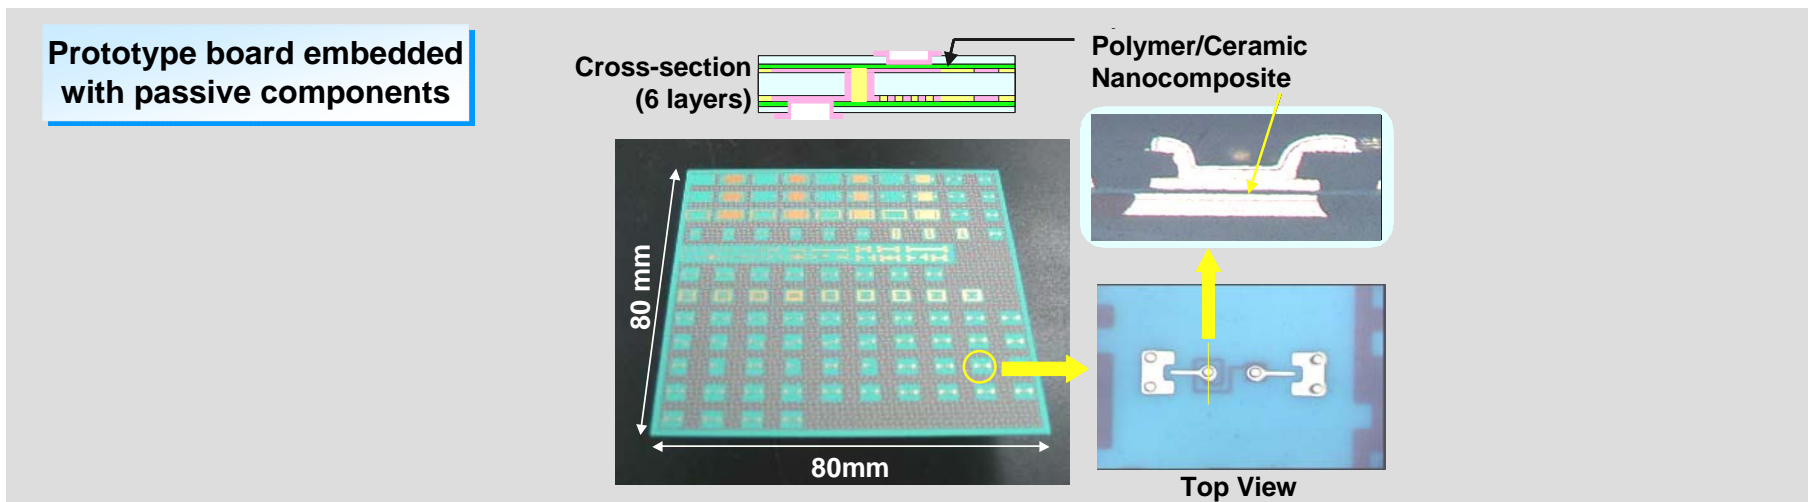 Prototype board embedded
with passive components
Cross-section
(6 layers)
Polymer/Ceramic
Nanocomposite
80 mm
80mm
Top View